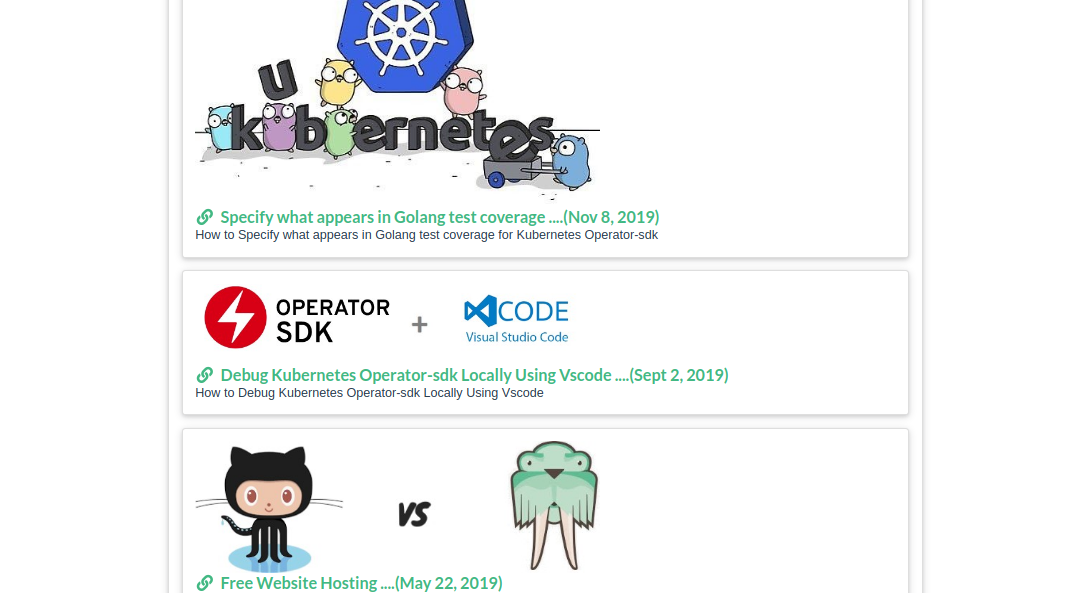 kubernetes
Specify what appears in Golang test coverage ....(Nov 8, 2019)
How to Specify what appears in Golang test coverage for Kubernetes Operator-sdk
OPERATOR
SDK
+
CODE
Visual Studio Code
Debug Kubernetes Operator-sdk Locally Using Vscode ....(Sept 2, 2019)
How to Debug Kubernetes Operator-sdk Locally Using Vscode
VS
Free Website Hosting ....(May 22, 2019)